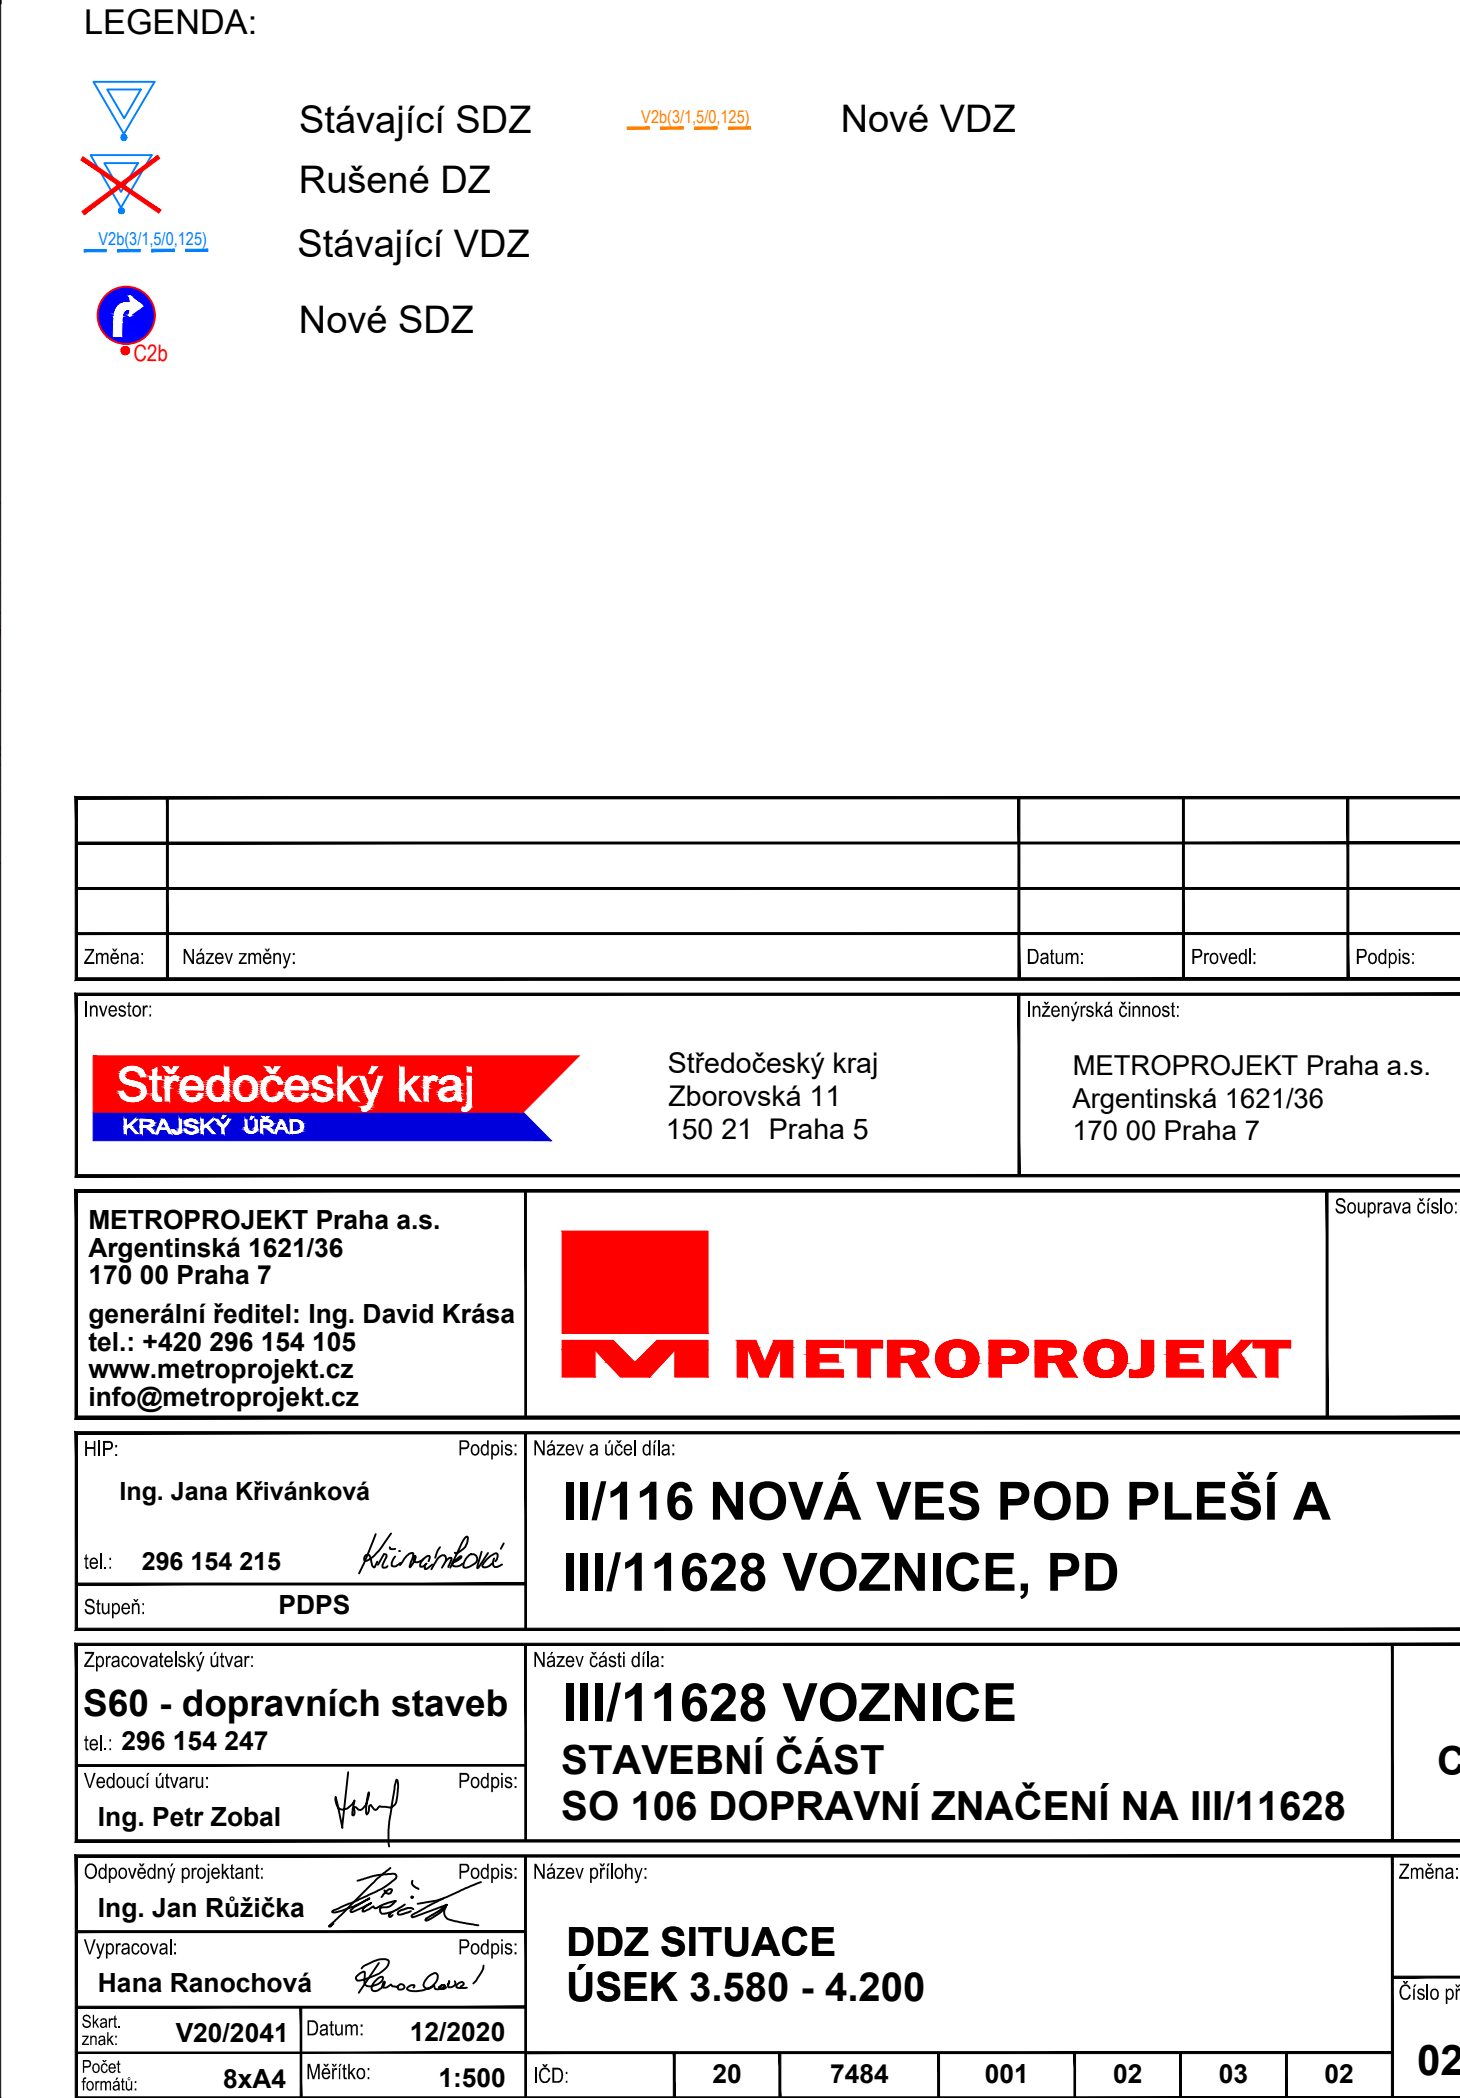 LEGENDA:
Stávající SDZ
V2b(3/1,5/0,125)
Nové VDZ
Rušené DZ
V2b(3/1,5/0,125)
Stávající VDZ
C2b
Nové SDZ
Změna:
Název změny:
Datum:
Provedl:
Podpis:
Investor:
Středočeský kraj
KRAJSKÝ ÚŘAD
Středočeský kraj
Zborovská 11
150 21 Praha 5
Inženýrská činnost:
METROPROJEKT Praha a.s.
Argentinská 1621/36
170 00 Praha 7
METROPROJEKT Praha a.s.
Argentinská 1621/36
170 00 Praha 7
generální ředitel: Ing. David Krása
tel.: +420 296 154 105
www.metroprojekt.cz
info@metroprojekt.cz
METROPROJEKT
Souprava číslo:
HIP:
Podpis:
Ing. Jana Křivánková
tel.: 296 154 215
Křivánková
Stupeň: PDPS
Název a účel díla:
II/116 NOVÁ VES POD PLEŠÍ A
III/11628 VOZNICE, PD
Zpracovatelský útvar:
S60 - dopravních staveb
tel.: 296 154 247
Vedoucí útvaru:
Podpis:
Ing. Petr Zobal
Název části díla:
III/11628 VOZNICE
STAVEBNÍ ČÁST
SO 106 DOPRAVNÍ ZNAČENÍ NA III/11628
C
Odpovědný projektant:
Podpis:
Ing. Jan Růžička
Vypracoval:
Podpis:
Hana Ranochová
Ranochová
Skart. znak: V20/2041
Datum: 12/2020
Počet formátů: 8xA4
Měřítko: 1:500
Název přílohy:
DDZ SITUACE
ÚSEK 3.580 - 4.200
IČD: 20 7484 001 02 03 02
Změna:
Číslo př
02